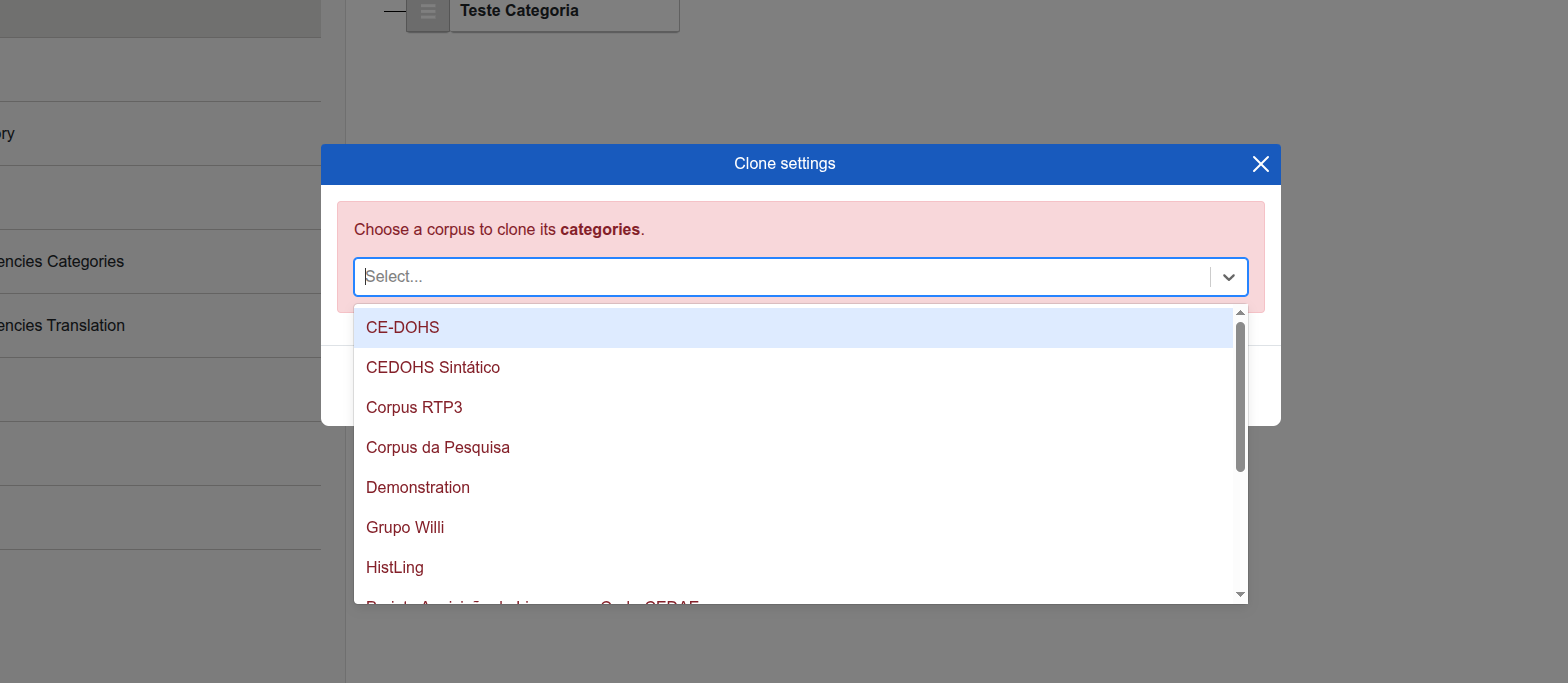 Teste Categoria
ory
encies Categories
encies Translation
Clone settings
Choose a corpus to clone its categories.
Select...
CE-DOHS
CEDOHS Sintático
Corpus RTP3
Corpus da Pesquisa
Demonstration
Grupo Willi
HistLing